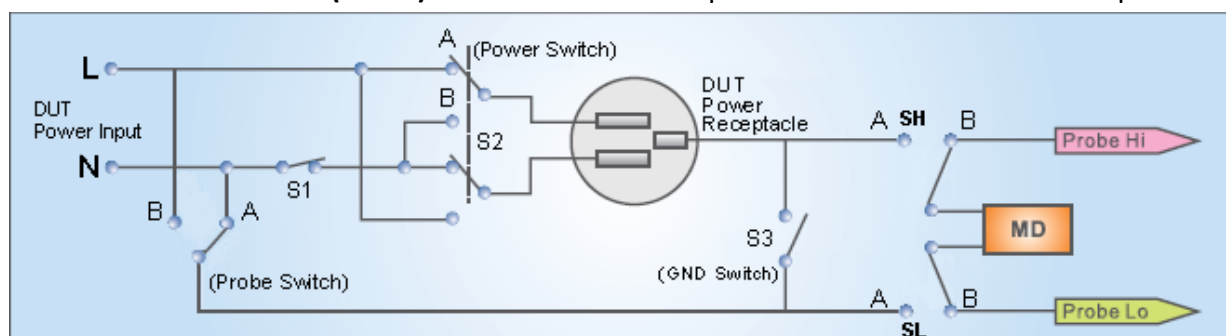 A
(Power Switch)
L
DUT
Power Input
B
DUT
Power
Receptacle
A SH B
Probe Hi
S2
N
S1
B
A
S3
MD
(Probe Switch)
(GND Switch)
A
SL
B
Probe Lo